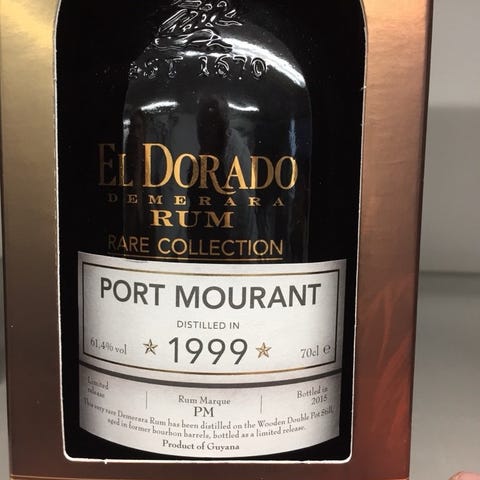 EST 1670
EL DORADO
DEMERARA
RUM
RARE COLLECTION
PORT MOURANT
DISTILLED IN
61,4% vol ★ 1999 ★ 70cl e
Limited release
Rum Marque
PM
Bottled in 2015
This very rare Demerara Rum has been distilled on the Wooden Double Pot Still,
aged in former bourbon barrels, bottled as a limited release.
Product of Guyana